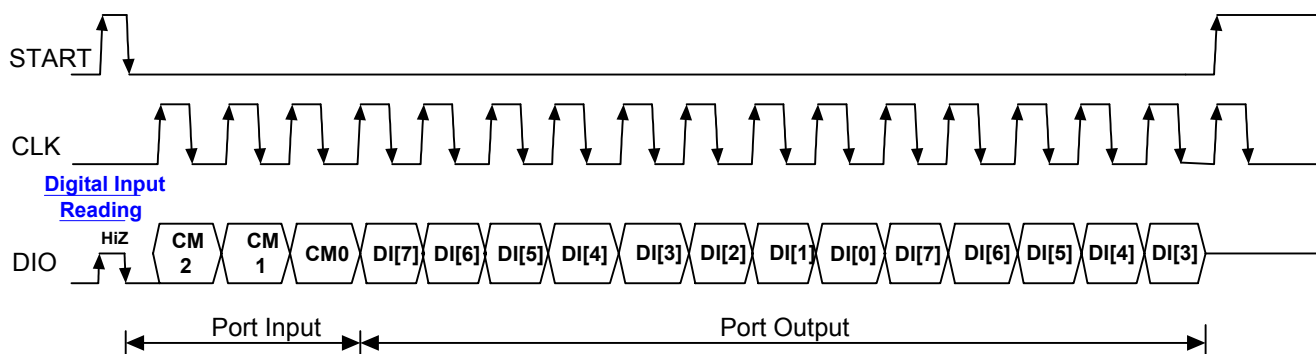 START
CLK
Digital Input
Reading
HiZ
DIO
CM
2
CM
1
CM0
DI[7]
DI[6]
DI[5]
DI[4]
DI[3]
DI[2]
DI[1]
DI[0]
DI[7]
DI[6]
DI[5]
DI[4]
DI[3]
Port Input
Port Output